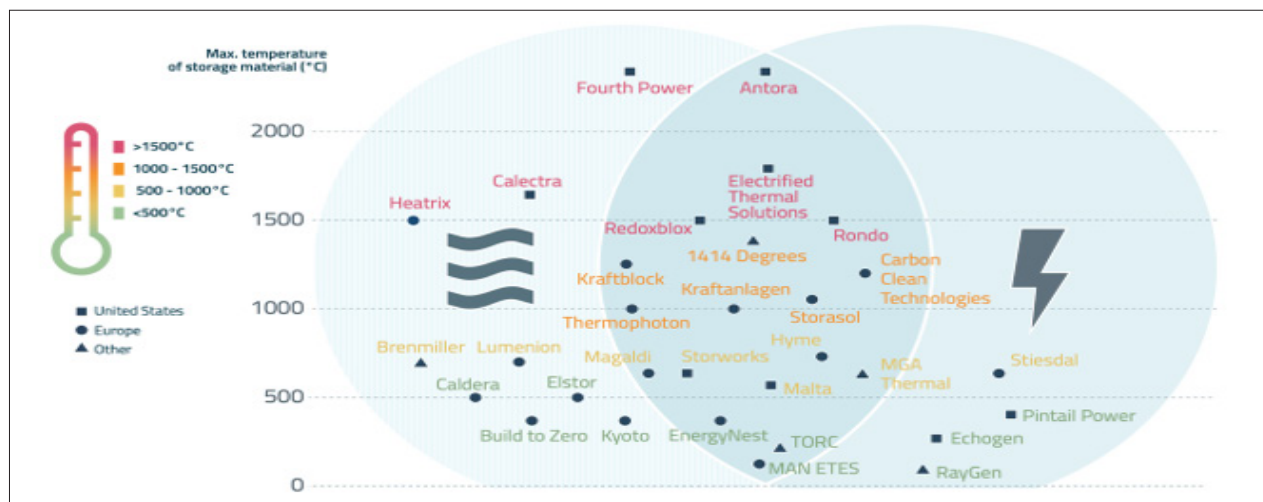 Max. temperature
of storage material (°C)
Fourth Power
Antora
2000
>1500°C
1000 - 1500°C
500 - 1000°C
<500°C
Calectra
Electrified
Thermal
Solutions
Heatrix
1500
Redoxblox
Rondo
1414 Degrees
Carbon
Clean
Technologies
Kraftblock
Kraftanlagen
1000
Thermophoton
Storasol
United States
Europe
Other
Brenmiller
Lumenion
Magaldi
Storworks
Hyme
MGA
Thermal
Stiesdal
Caldera
Elstor
Malta
500
Build to Zero
Kyoto
EnergyNest
TORC
Pintail Power
Echogen
MAN ETES
RayGen
0